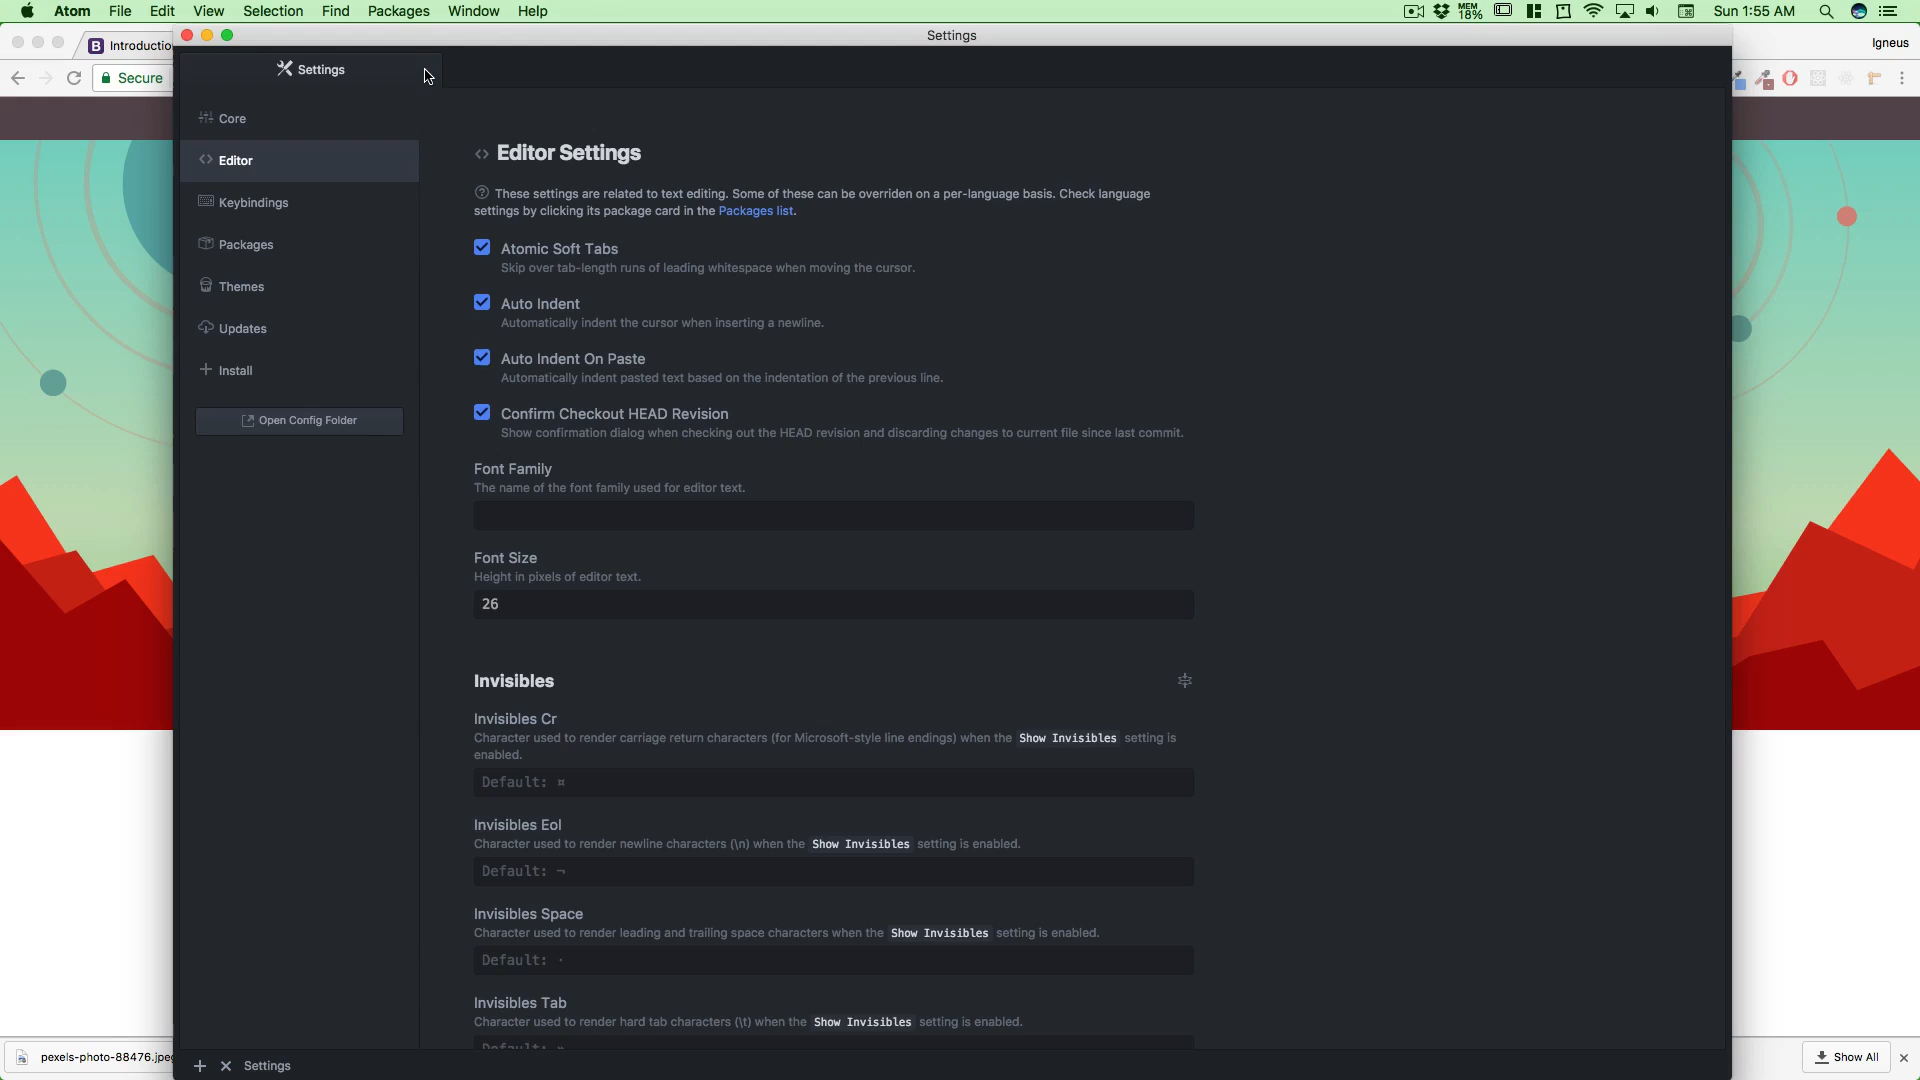 Atom File Edit View Selection Find Packages Window Help
MEM 18%
Sun 1:55 AM
B Introductio
Settings
Igneus
Secure
Settings
Core
Editor
Keybindings
Packages
Themes
Updates
Install
Open Config Folder
Editor Settings
These settings are related to text editing. Some of these can be overriden on a per-language basis. Check language
settings by clicking its package card in the Packages list.
Atomic Soft Tabs
Skip over tab-length runs of leading whitespace when moving the cursor.
Auto Indent
Automatically indent the cursor when inserting a newline.
Auto Indent On Paste
Automatically indent pasted text based on the indentation of the previous line.
Confirm Checkout HEAD Revision
Show confirmation dialog when checking out the HEAD revision and discarding changes to current file since last commit.
Font Family
The name of the font family used for editor text.
Font Size
Height in pixels of editor text.
26
Invisibles
Invisibles Cr
Character used to render carriage return characters (for Microsoft-style line endings) when the Show Invisibles setting is
enabled.
Default: ¤
Invisibles Eol
Character used to render newline characters (\n) when the Show Invisibles setting is enabled.
Default: ¬
Invisibles Space
Character used to render leading and trailing space characters when the Show Invisibles setting is enabled.
Default: ·
Invisibles Tab
Character used to render hard tab characters (\t) when the Show Invisibles setting is enabled.
Default: »
Settings
pexels-photo-88476.jpeg
Show All